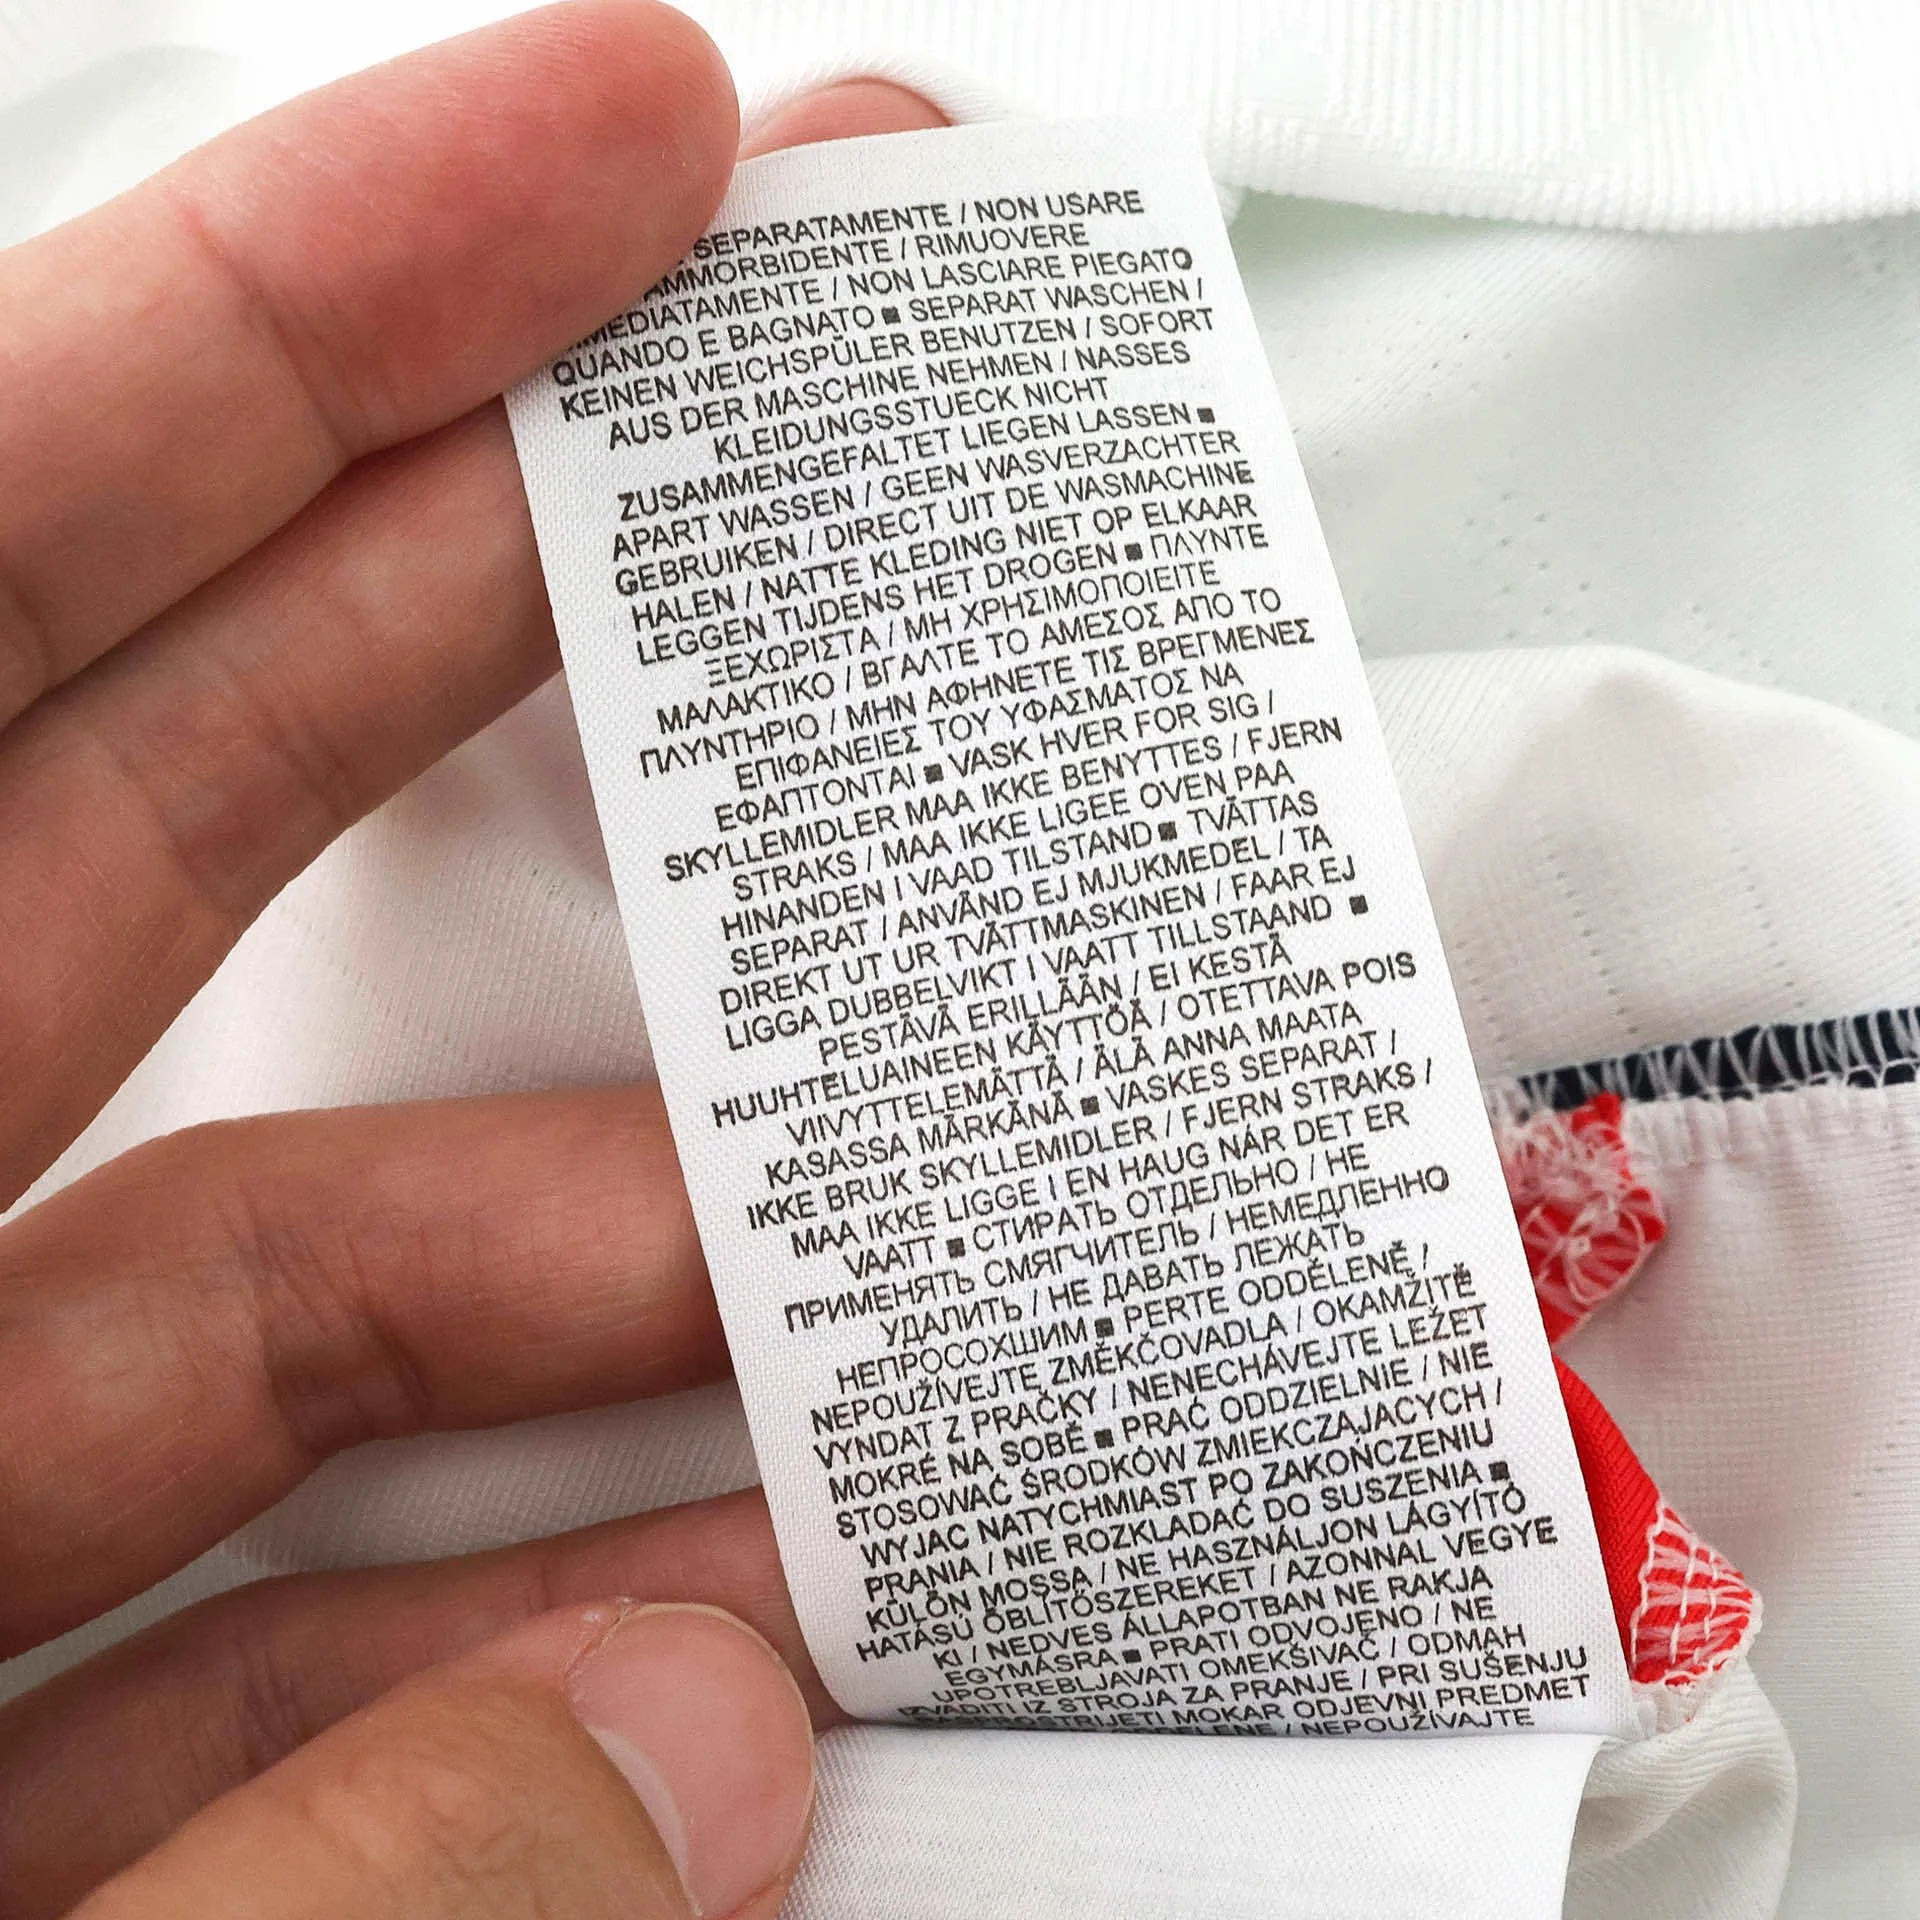 SEPARATAMENTE / NON USARE
AMMORBIDENTE / RIMUOVERE
MEDIATAMENTE / NON LASCIARE PIEGATO
QUANDO E BAGNATO ■ SEPARAT WASCHEN /
KEINEN WEICHSPÜLER BENUTZEN / SOFORT
AUS DER MASCHINE NEHMEN / NASSES
KLEIDUNGSSTUECK NICHT
ZUSAMMENGEFALTET LIEGEN LASSEN ■
APART WASSEN / GEEN WASVERZACHTER
GEBRUIKEN / DIRECT UIT DE WASMACHINE
HALEN / NATTE KLEDING NIET OP ELKAAR
LEGGEN TIJDENS HET DROGEN ■ ΠΛΥΝΤΕ
ΞΕΧΩΡΙΣΤΑ / ΜΗ ΧΡΗΣΙΜΟΠΟΙΕΙΤΕ
ΜΑΛΑΚΤΙΚΟ / ΒΓΑΛΤΕ ΤΟ ΑΜΕΣΟΣ ΑΠΟ ΤΟ
ΠΛΥΝΤΗΡΙΟ / ΜΗΝ ΑΦΗΝΕΤΕ ΤΙΣ ΒΡΕΓΜΕΝΕΣ
ΕΠΙΦΑΝΕΙΕΣ ΤΟΥ ΥΦΑΣΜΑΤΟΣ ΝΑ
ΕΦΑΠΤΟΝΤΑΙ ■ VASK HVER FOR SIG /
SKYLLEMIDLER MAA IKKE BENYTTES / FJERN
STRAKS / MAA IKKE LIGEE OVEN PAA
HINANDEN I VAAD TILSTAND ■ TVÄTTAS
SEPARAT / ANVÄND EJ MJUKMEDEL / TA
DIREKT UT UR TVÄTTMASKINEN / FAAR EJ
LIGGA DUBBELVIKT I VAATT TILLSTAAND ■
PESTÄVÄ ERILLÄÄN / EI KESTÄ
HUUHTELUAINEEN KÄYTTÖÄ / OTETTAVA POIS
VIIVYTTELEMÄTTÄ / ÄLÄ ANNA MAATA
KASASSA MÄRKÄNÄ ■ VASKES SEPARAT /
IKKE BRUK SKYLLEMIDLER / FJERN STRAKS /
MAA IKKE LIGGE I EN HAUG NÁR DET ER
VAATT ■ СТИРАТЬ ОТДЕЛЬНО / НЕ
ПРИМЕНЯТЬ СМЯГЧИТЕЛЬ / НЕМЕДЛЕННО
УДАЛИТЬ / НЕ ДАВАТЬ ЛЕЖАТЬ
НЕПРОСОХШИМ ■ PERTE ODDĚLENĚ /
NEPOUŽÍVEJTE ZMĚKČOVADLA / OKAMŽITĚ
VYNDAT Z PRAČKY / NENECHÁVEJTE LEŽET
MOKRÉ NA SOBĚ ■ PRAĆ ODDZIELNIE / NIE
STOSOWAĆ ŚRODKÓW ZMIEKCZAJACYCH /
WYJAC NATYCHMIAST PO ZAKOŃCZENIU
PRANIA / NIE ROZKLADAĆ DO SUSZENIA ■
KÜLÖN MOSSA / NE HASZNÁLJON LÁGYÍTÓ
HATÁSÚ ÖBLÍTŐSZEREKET / AZONNAL VEGYE
KI / NEDVES ÁLLAPOTBAN NE RAKJA
EGYMÁSRA ■ PRATI ODVOJENO / NE
UPOTREBLJAVATI OMEKŠIVAČ / ODMAH
IZVADITI IZ STROJA ZA PRANJE / PRI SUŠENJU
MOKAR ODJEVNI PREDMET
/ NEPOUŽÍVAJTE